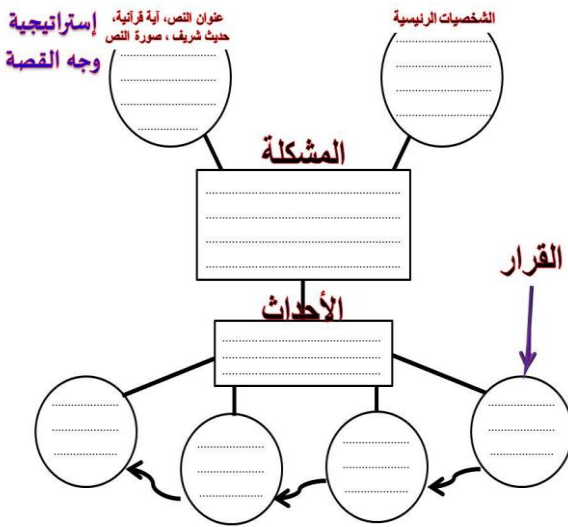 إستراتيجية
وجه القصة
الشخصيات الرئيسية
عنوان النص، آية قرآنية،
حديث شريف ، صورة النص
المشكلة
القرار
الأحداث